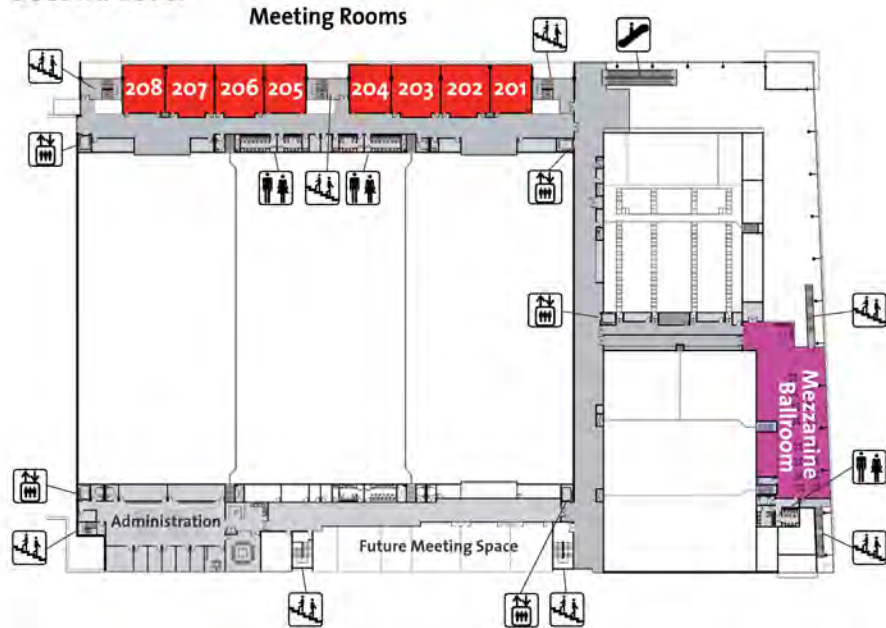 Meeting Rooms
208 207 206 205 204 203 202 201
Mezzanine
Ballroom
Administration
Future Meeting Space